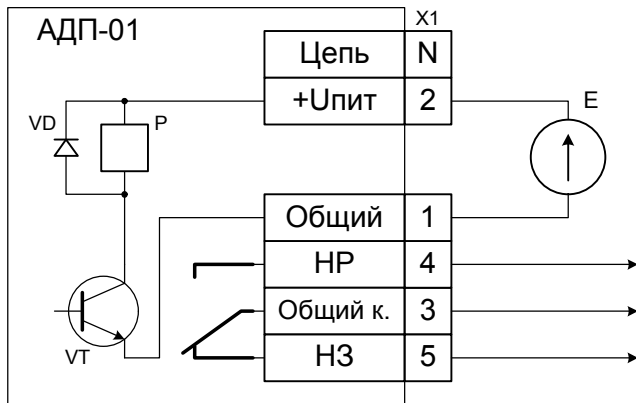 АДП-01
X1
Цепь N
+Uпит 2
E
VD
P
Общий 1
НР 4
Общий к. 3
VT
НЗ 5